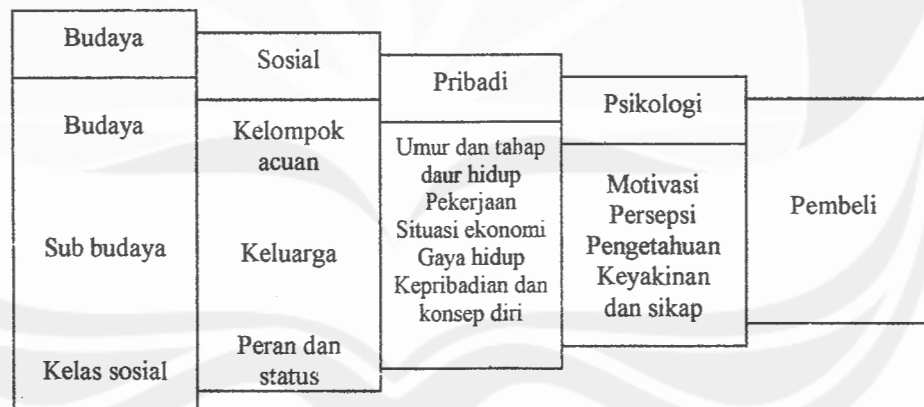 Budaya
Budaya
Sub budaya
Kelas sosial
Sosial
Kelompok
acuan
Keluarga
Peran dan
status
Pribadi
Umur dan tahap
daur hidup
Pekerjaan
Situasi ekonomi
Gaya hidup
Kepribadian dan
konsep diri
Psikologi
Motivasi
Persepsi
Pengetahuan
Keyakinan
dan sikap
Pembeli